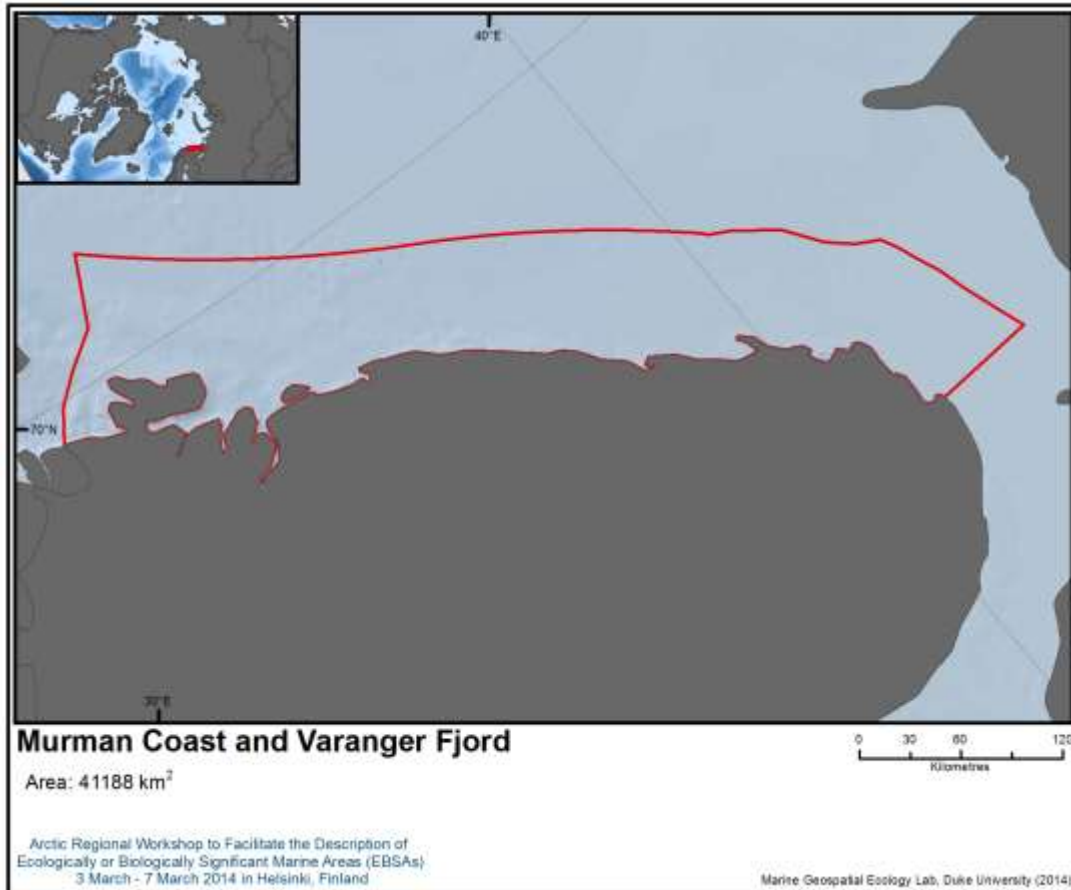 40°E
70°N
30°E
Murman Coast and Varanger Fjord
0 30 60 120
Kilometres
Area: 41188 km²
Arctic Regional Workshop to Facilitate the Description of
Ecologically or Biologically Significant Marine Areas (EBSAs)
3 March - 7 March 2014 in Helsinki, Finland
Marine Geospatial Ecology Lab, Duke University (2014)